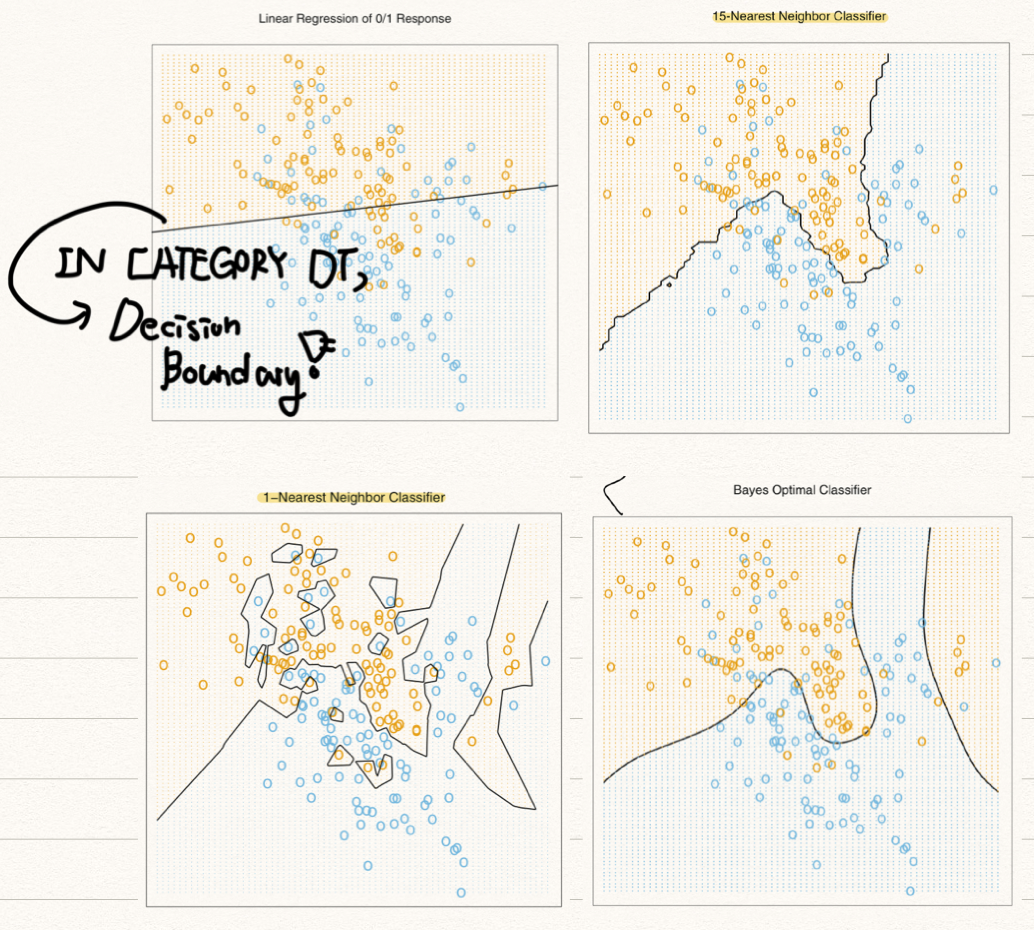 Linear Regression of 0/1 Response
15-Nearest Neighbor Classifier
IN CATEGORY DT,
Decision
Boundary
1–Nearest Neighbor Classifier
Bayes Optimal Classifier